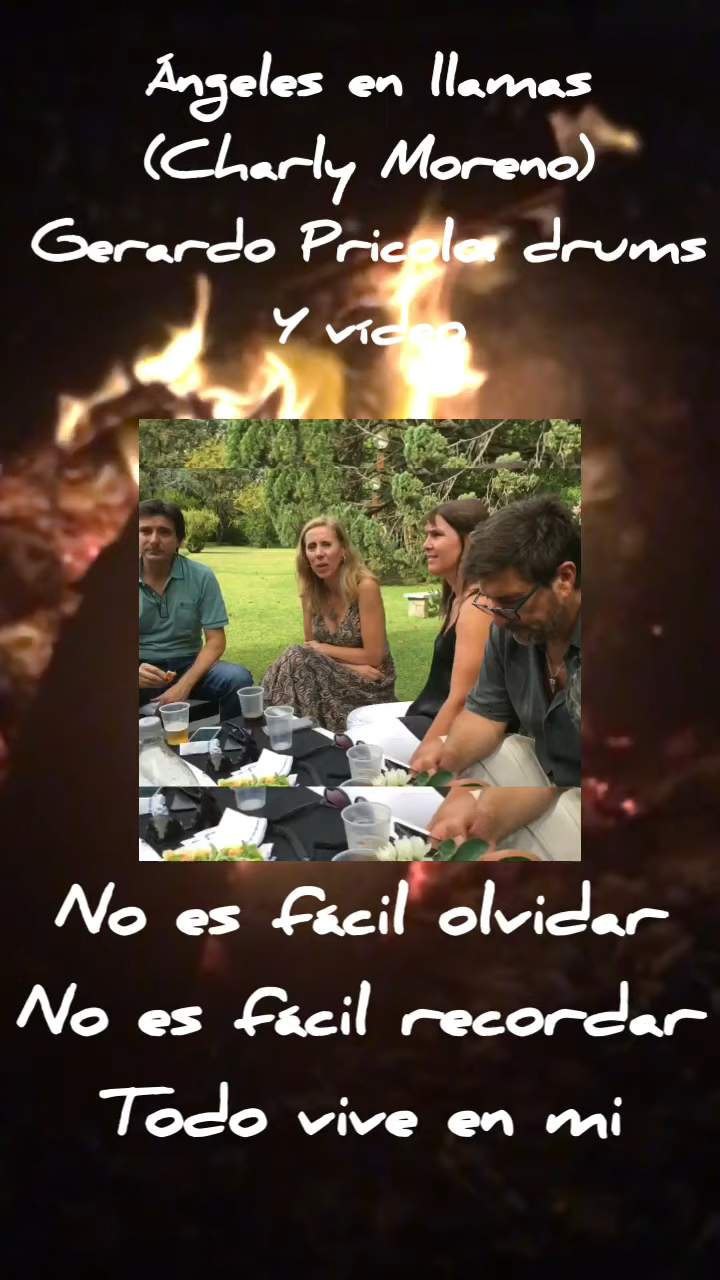 Ángeles en llamas
(Charly Moreno)
Gerardo Pricolo: drums
Y vídeo
No es fácil olvidar
No es fácil recordar
Todo vive en mi